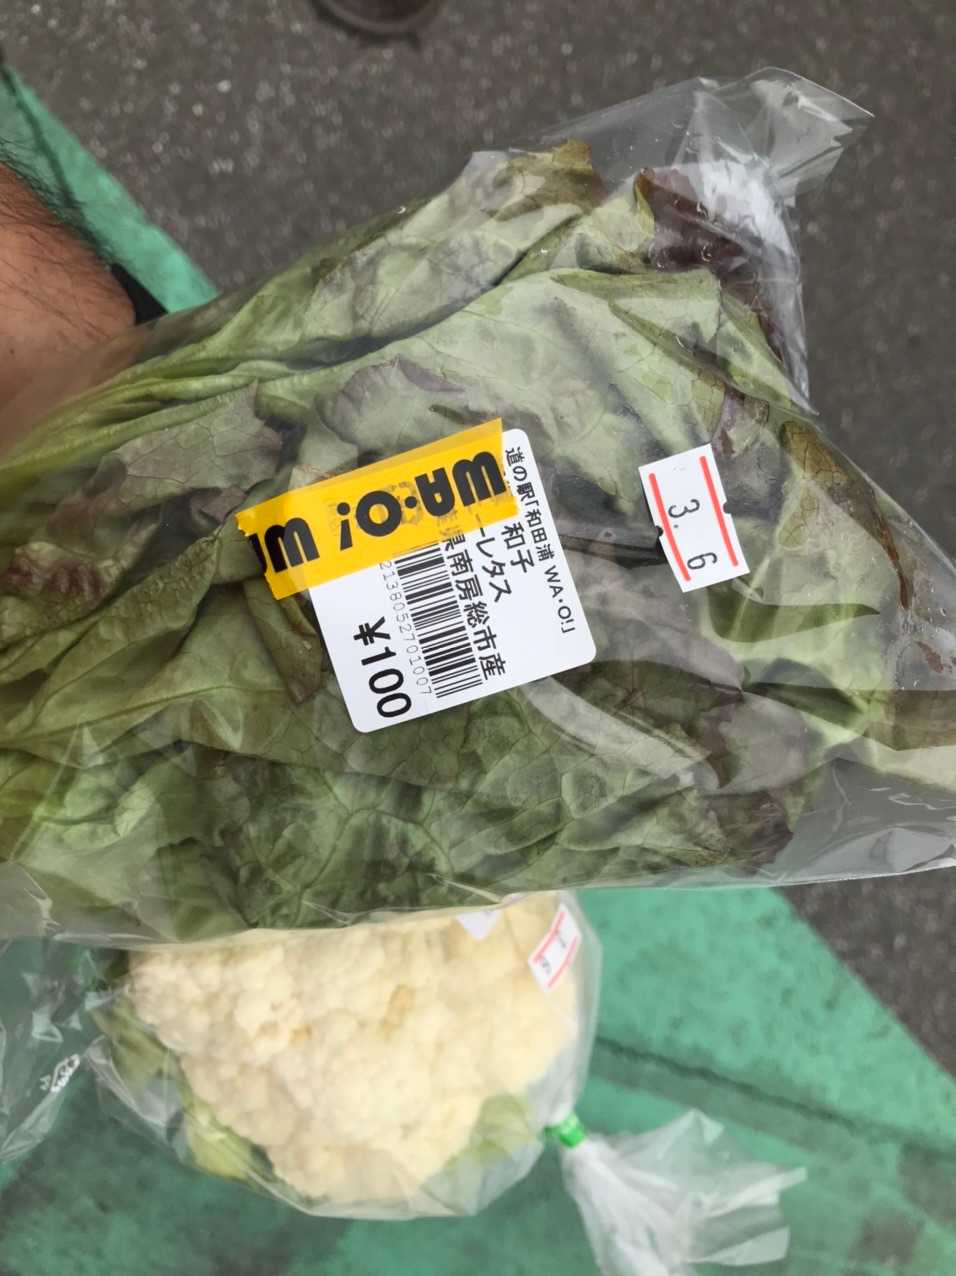 道の駅「和田浦 WA・O!」
和子
ーレタス
県南房総市産
2138052701007
¥100
WA・O! W
3. 6